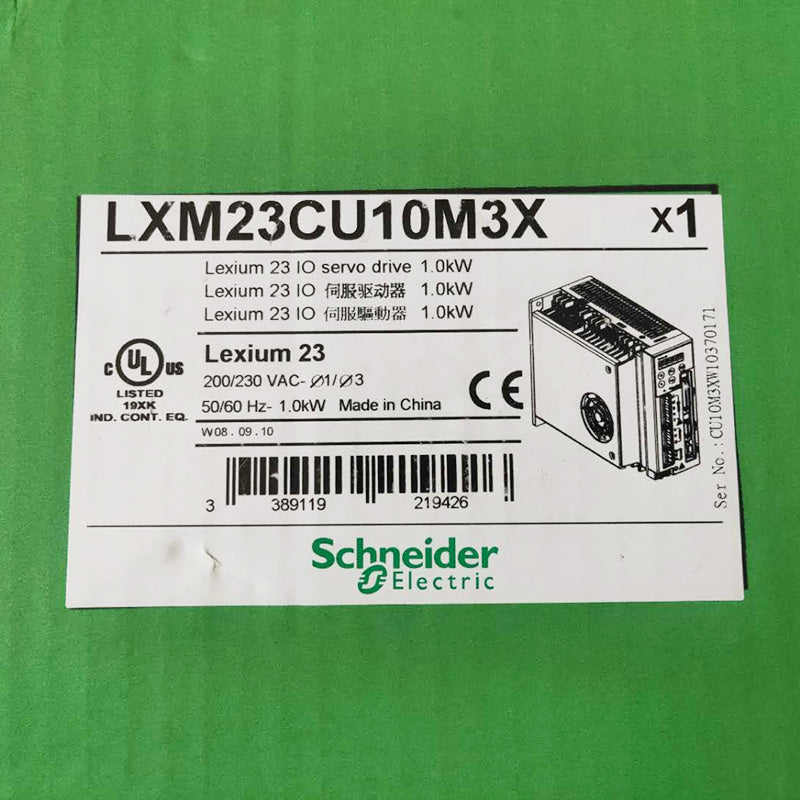 LXM23CU10M3X x1
Lexium 23 IO servo drive 1.0kW
Lexium 23 IO 伺服驱动器 1.0kW
Lexium 23 IO 伺服驅動器 1.0kW
Lexium 23
200/230 VAC- Ø1/Ø3
50/60 Hz- 1.0kW Made in China
W08.09.10
C UL US
LISTED
19XK
IND. CONT. EQ.
CE
3 389119 219426
Ser No.:CU10M3XW10370171
Schneider
Electric